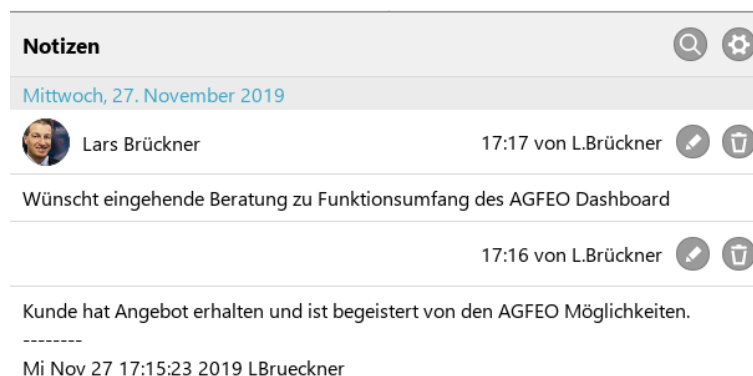 Notizen
Mittwoch, 27. November 2019
Lars Brückner 17:17 von L.Brückner
Wünscht eingehende Beratung zu Funktionsumfang des AGFEO Dashboard
17:16 von L.Brückner
Kunde hat Angebot erhalten und ist begeistert von den AGFEO Möglichkeiten.
--------
Mi Nov 27 17:15:23 2019 LBrueckner